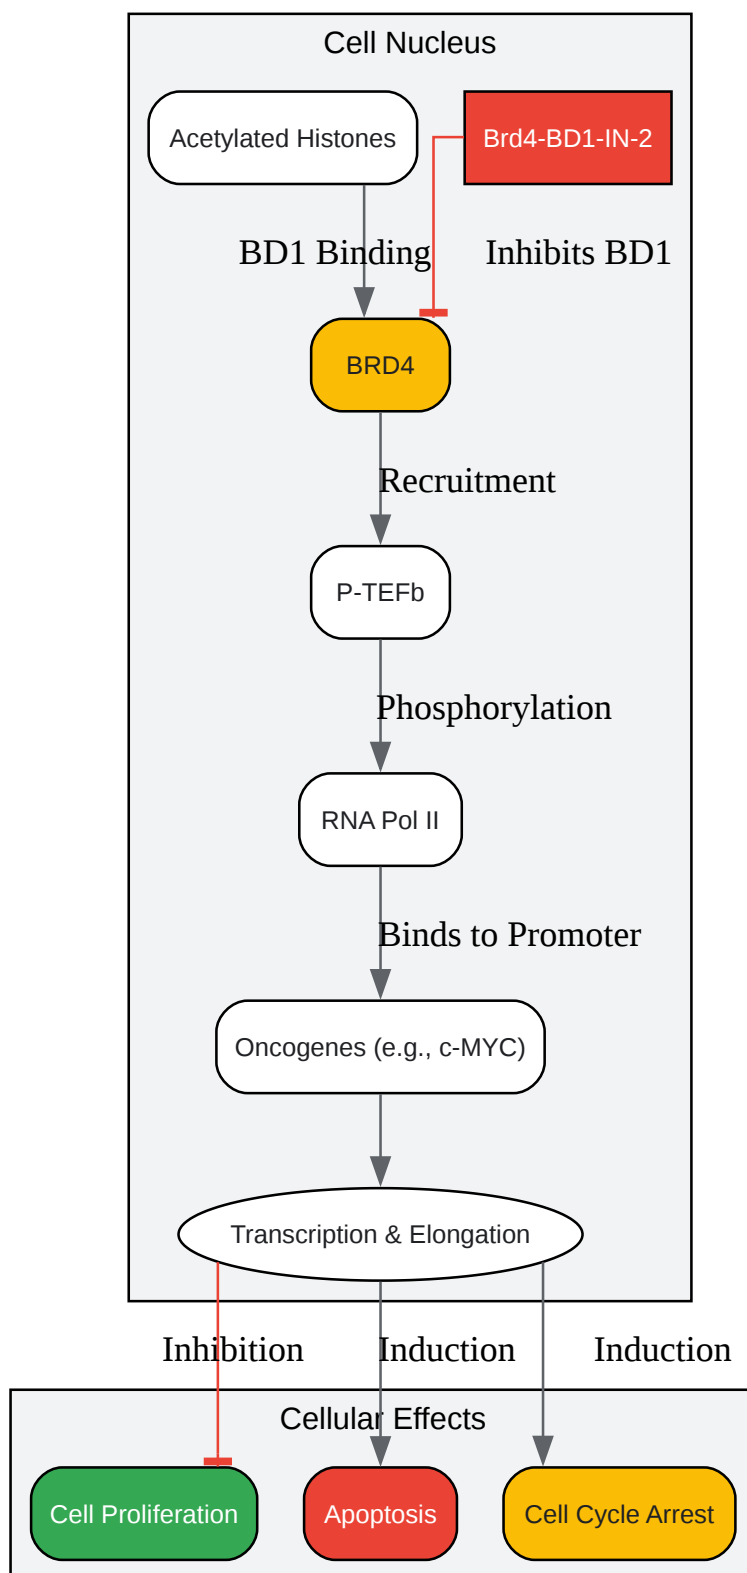 Cell Nucleus
Acetylated Histones
Brd4-BD1-IN-2
BD1 Binding
Inhibits BD1
BRD4
Recruitment
P-TEFb
Phosphorylation
RNA Pol II
Binds to Promoter
Oncogenes (e.g., c-MYC)
Transcription & Elongation
Inhibition
Induction
Induction
Cellular Effects
Cell Proliferation
Apoptosis
Cell Cycle Arrest